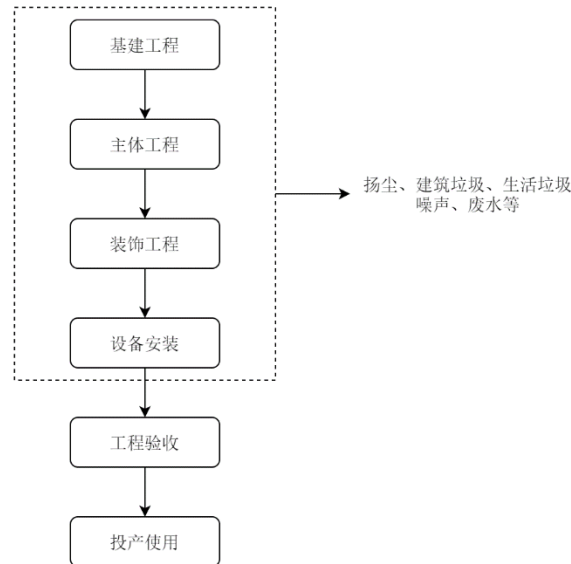 基建工程
主体工程
扬尘、建筑垃圾、生活垃圾
噪声、废水等
装饰工程
设备安装
工程验收
投产使用